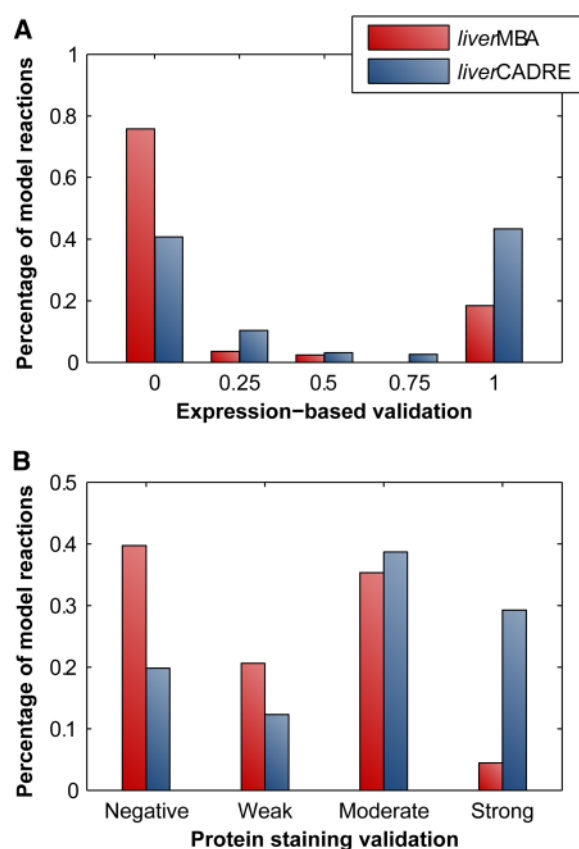 A
liverMBA
liverCADRE
Percentage of model reactions
1
0.8
0.6
0.4
0.2
0
0 0.25 0.5 0.75 1
Expression-based validation
B
Percentage of model reactions
0.5
0.4
0.3
0.2
0.1
0
Negative Weak Moderate Strong
Protein staining validation